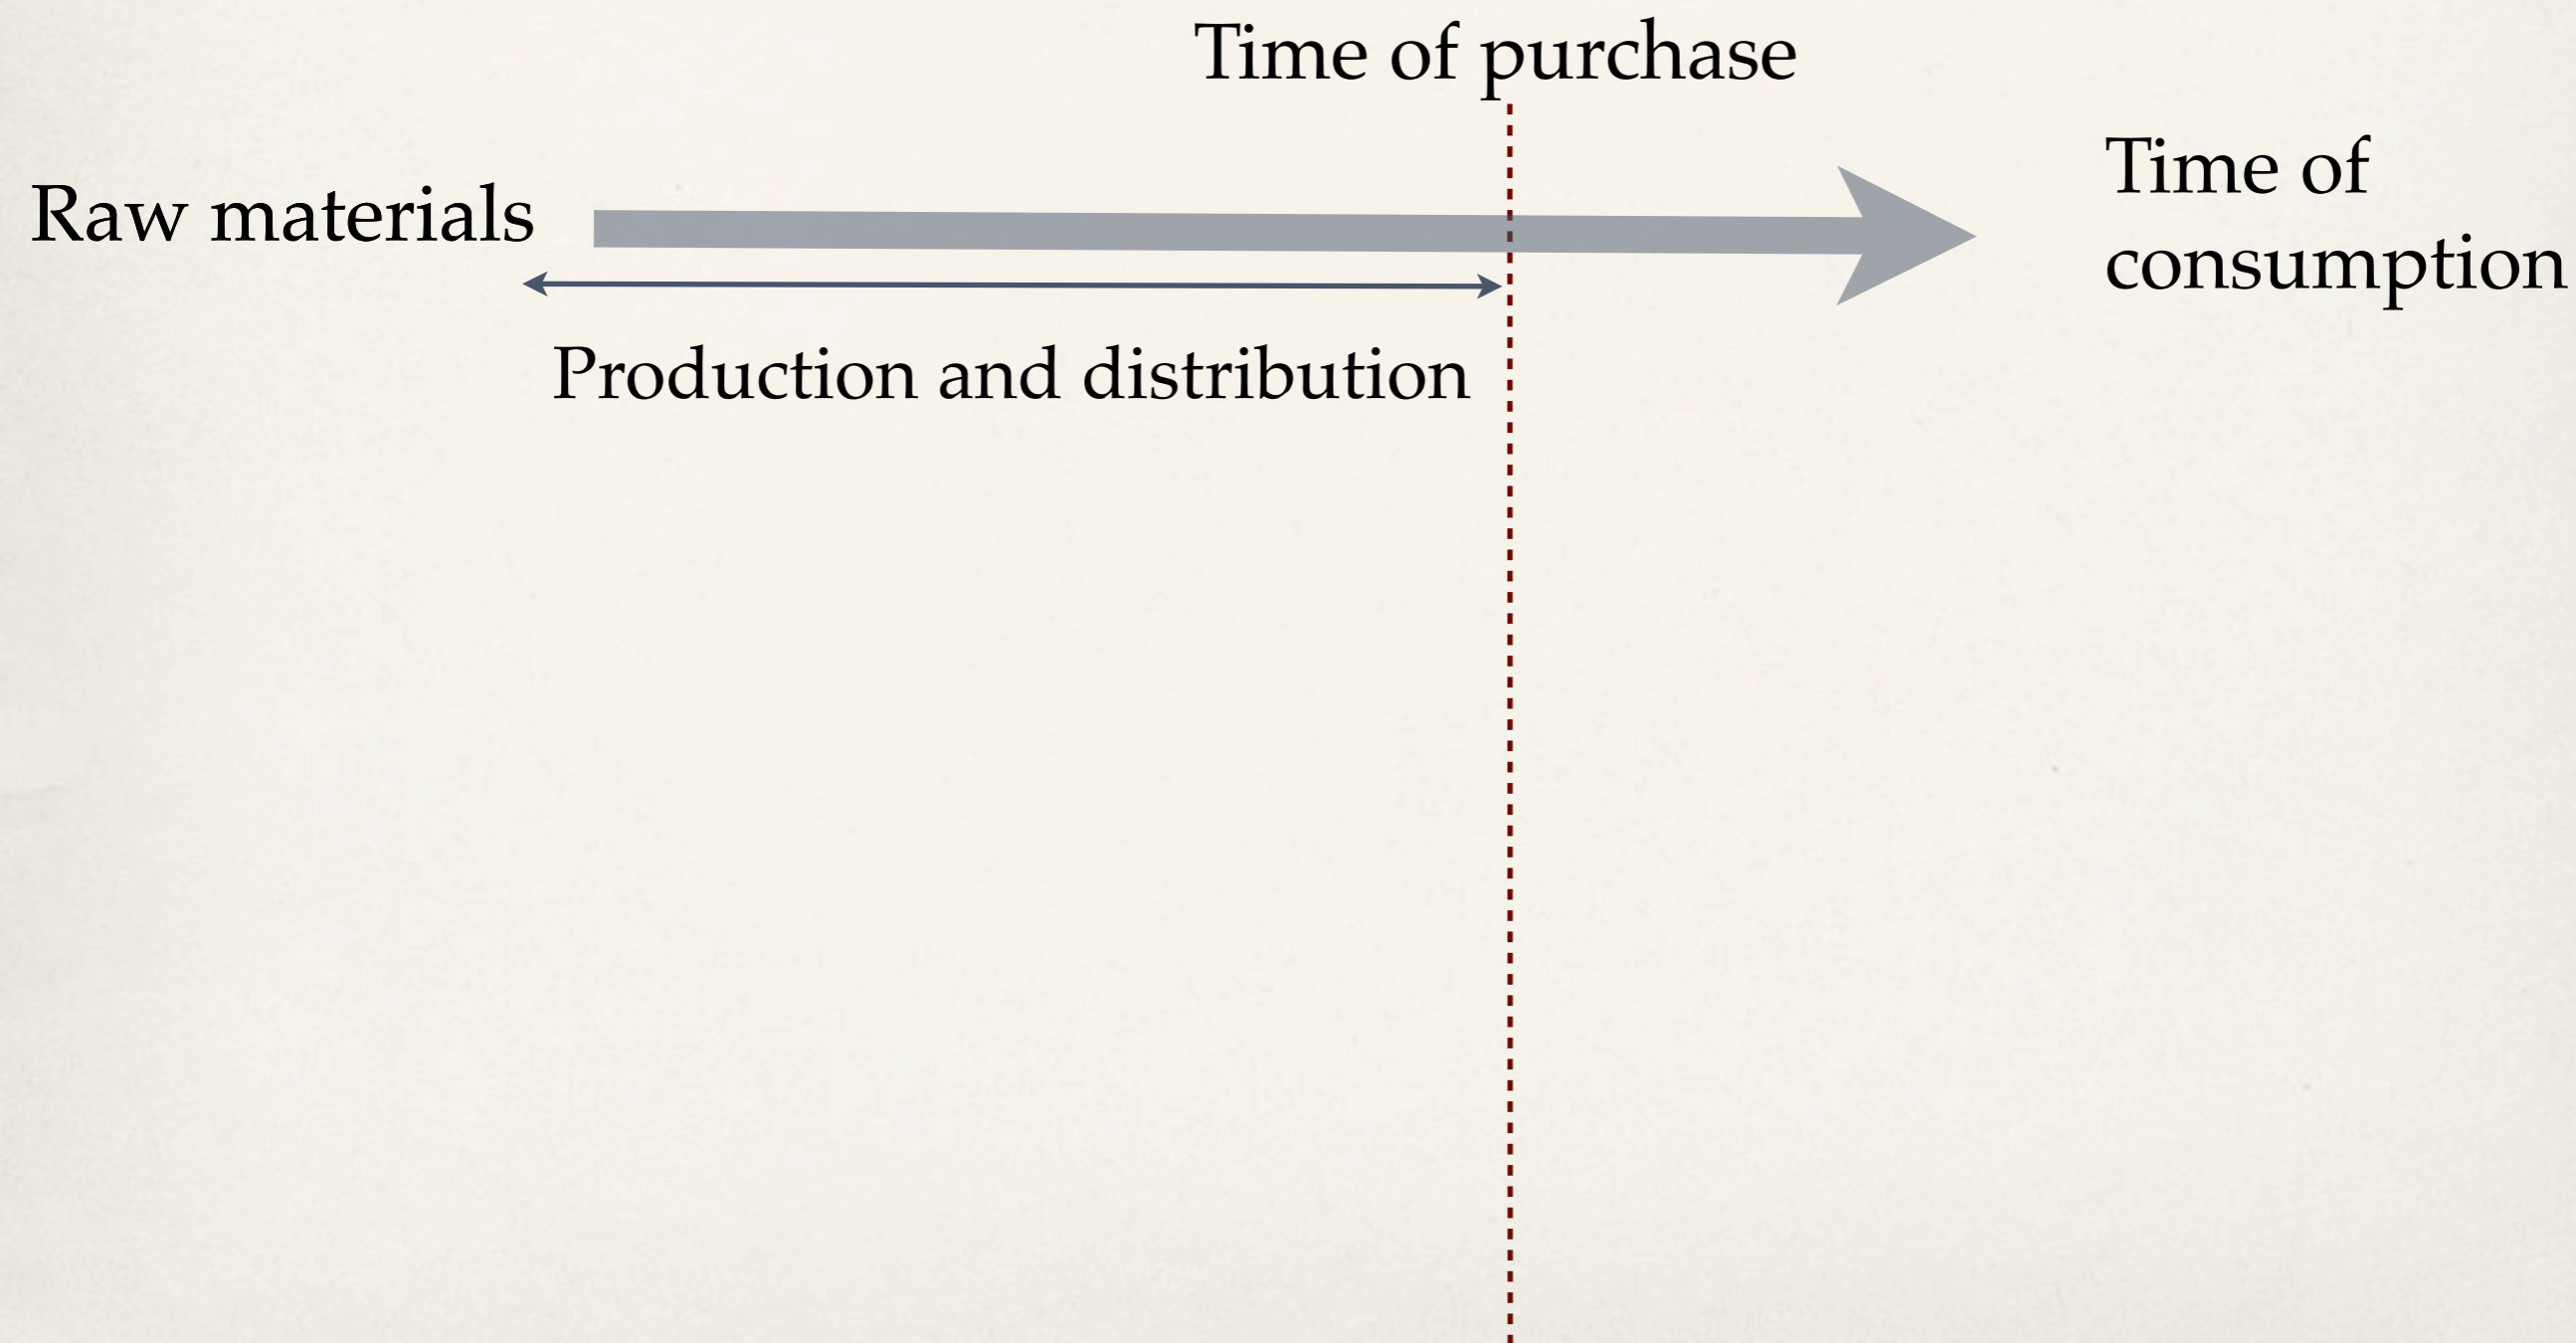 Time of purchase
Raw materials
Time of
consumption
Production and distribution